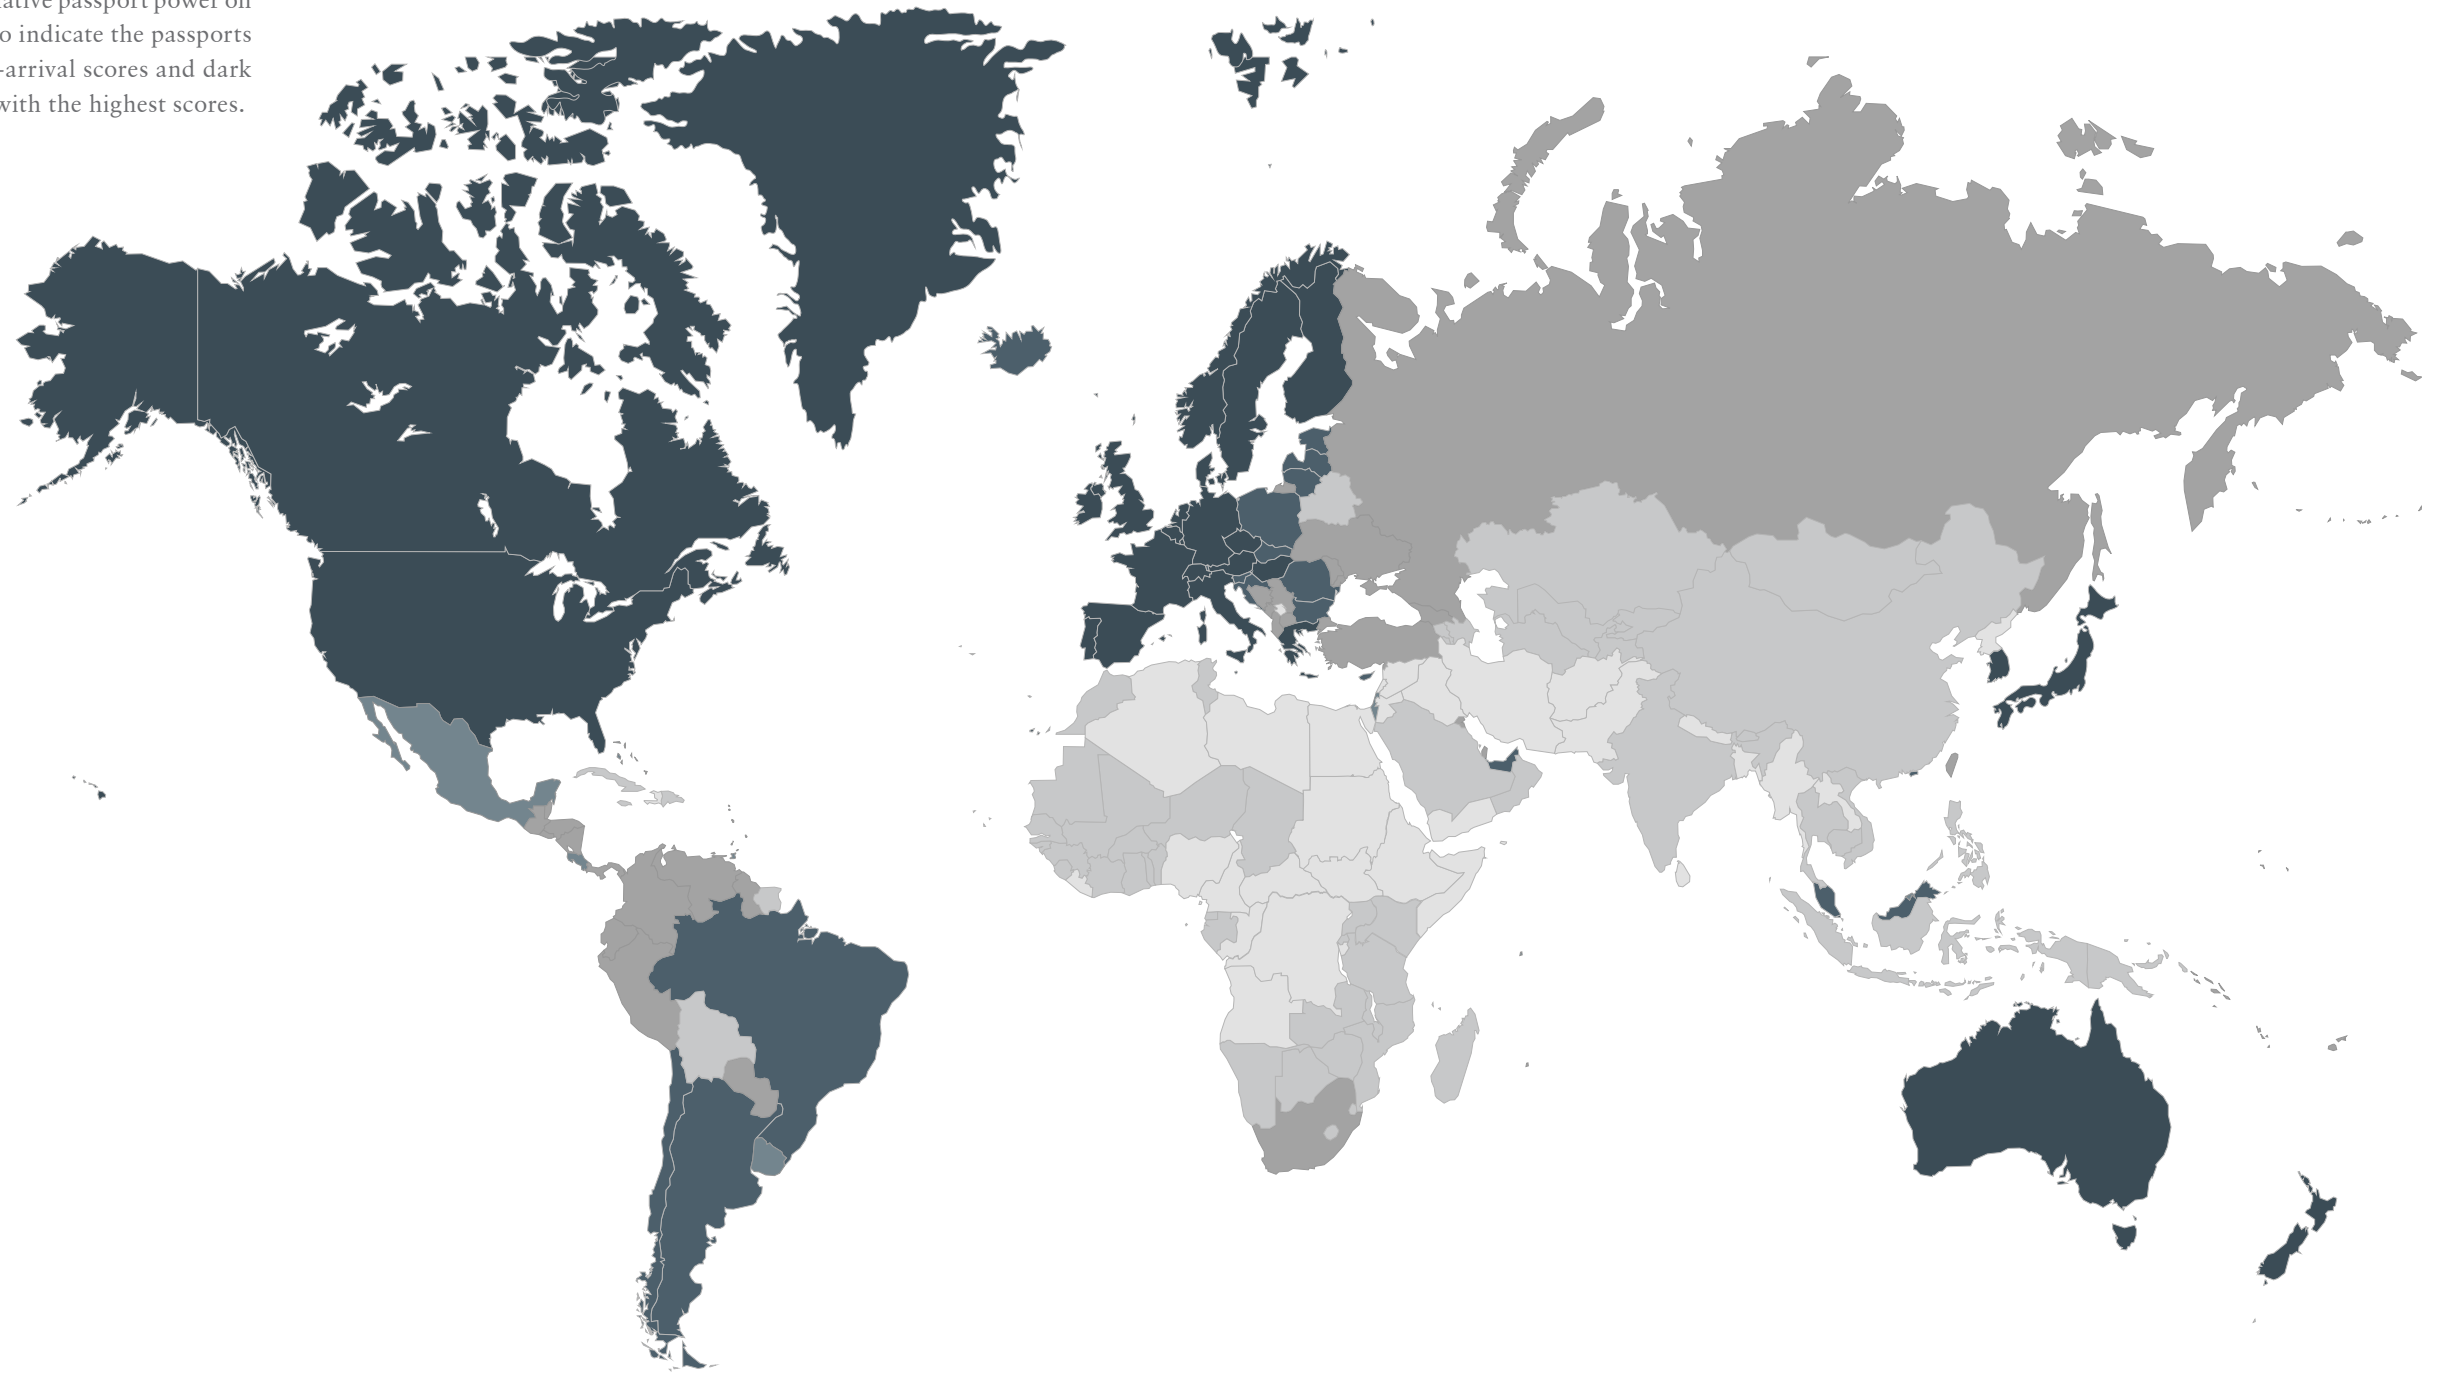 passport power on
indicate the passports
-arrival scores and dark
with the highest scores.